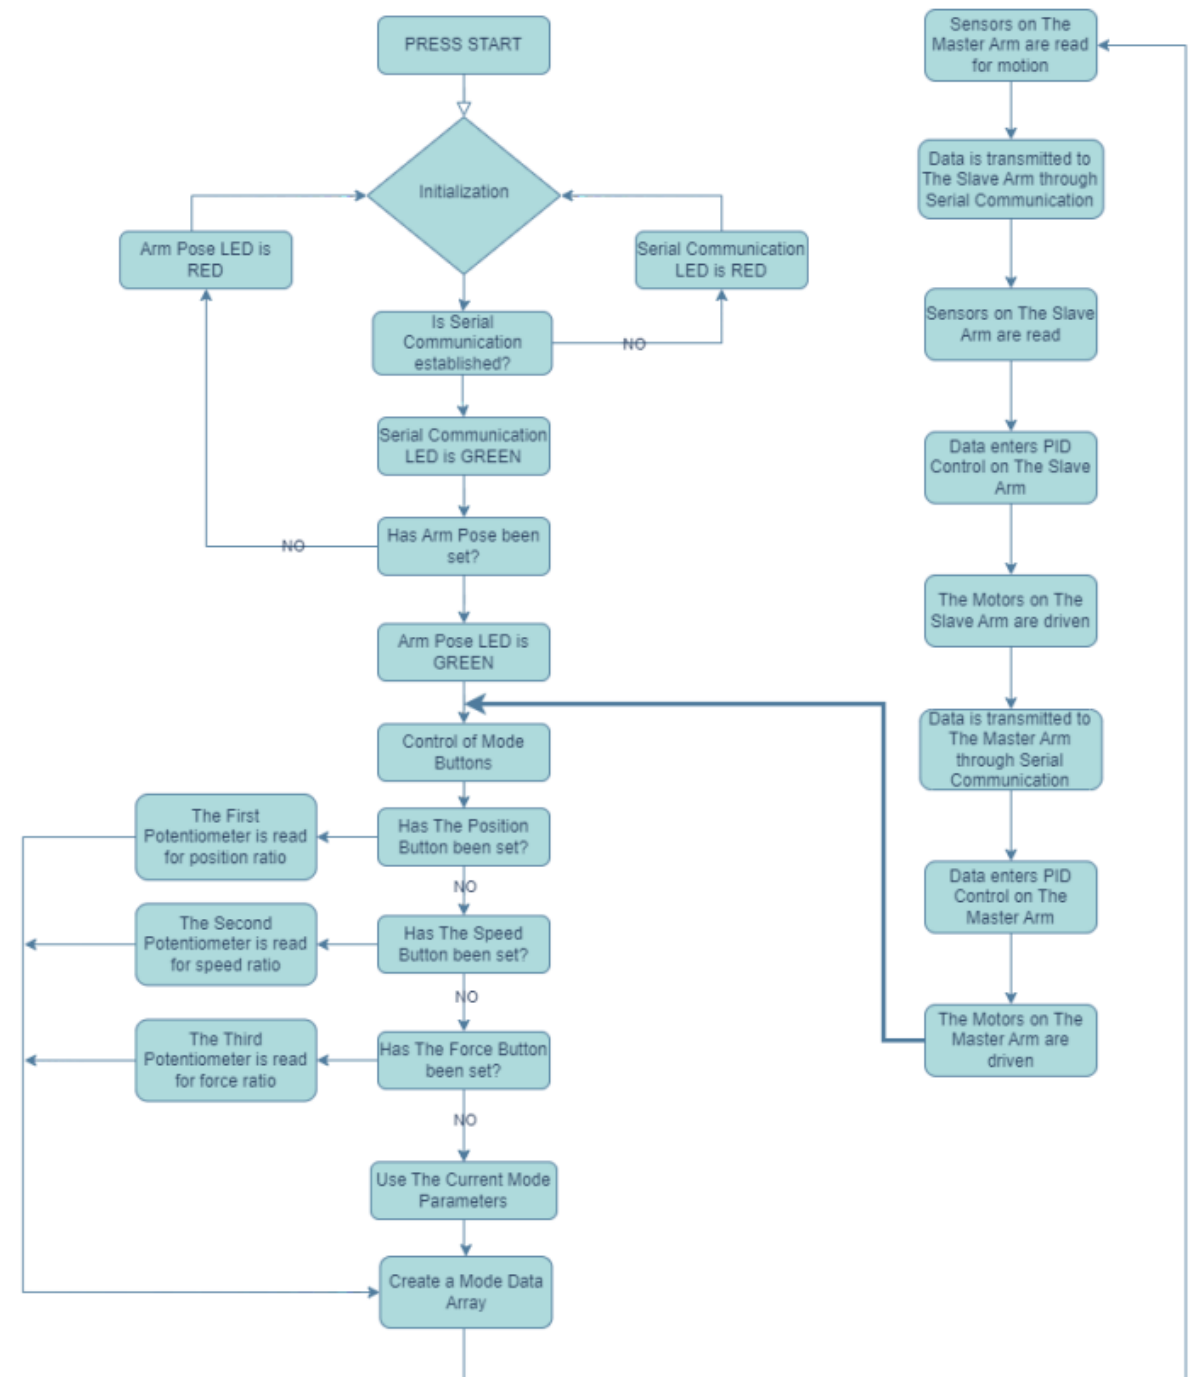 PRESS START
Initialization
Arm Pose LED is
RED
Serial Communication
LED is RED
Is Serial
Communication
established?
NO
Serial Communication
LED is GREEN
Has Arm Pose been
set?
NO
Arm Pose LED is
GREEN
Control of Mode
Buttons
Has The Position
Button been set?
The First
Potentiometer is read
for position ratio
NO
Has The Speed
Button been set?
The Second
Potentiometer is read
for speed ratio
NO
Has The Force Button
been set?
The Third
Potentiometer is read
for force ratio
NO
Use The Current Mode
Parameters
Create a Mode Data
Array
Sensors on The
Master Arm are read
for motion
Data is transmitted to
The Slave Arm through
Serial Communication
Sensors on The Slave
Arm are read
Data enters PID
Control on The Slave
Arm
The Motors on The
Slave Arm are driven
Data is transmitted to
The Master Arm
through Serial
Communication
Data enters PID
Control on The
Master Arm
The Motors on The
Master Arm are
driven